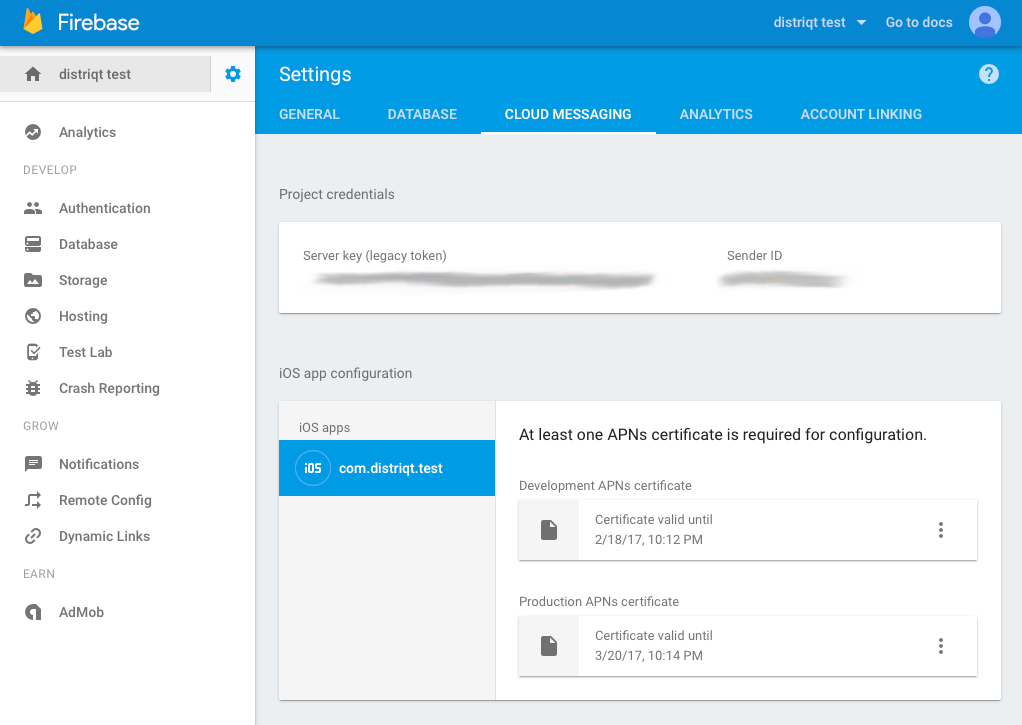 Firebase
distriqt test
Go to docs
distriqt test
Analytics
DEVELOP
Authentication
Database
Storage
Hosting
Test Lab
Crash Reporting
GROW
Notifications
Remote Config
Dynamic Links
EARN
AdMob
Settings
?
GENERAL DATABASE CLOUD MESSAGING ANALYTICS ACCOUNT LINKING
Project credentials
Server key (legacy token)
Sender ID
iOS app configuration
iOS apps
iOS com.distriqt.test
At least one APNs certificate is required for configuration.
Development APNs certificate
Certificate valid until
2/18/17, 10:12 PM
Production APNs certificate
Certificate valid until
3/20/17, 10:14 PM